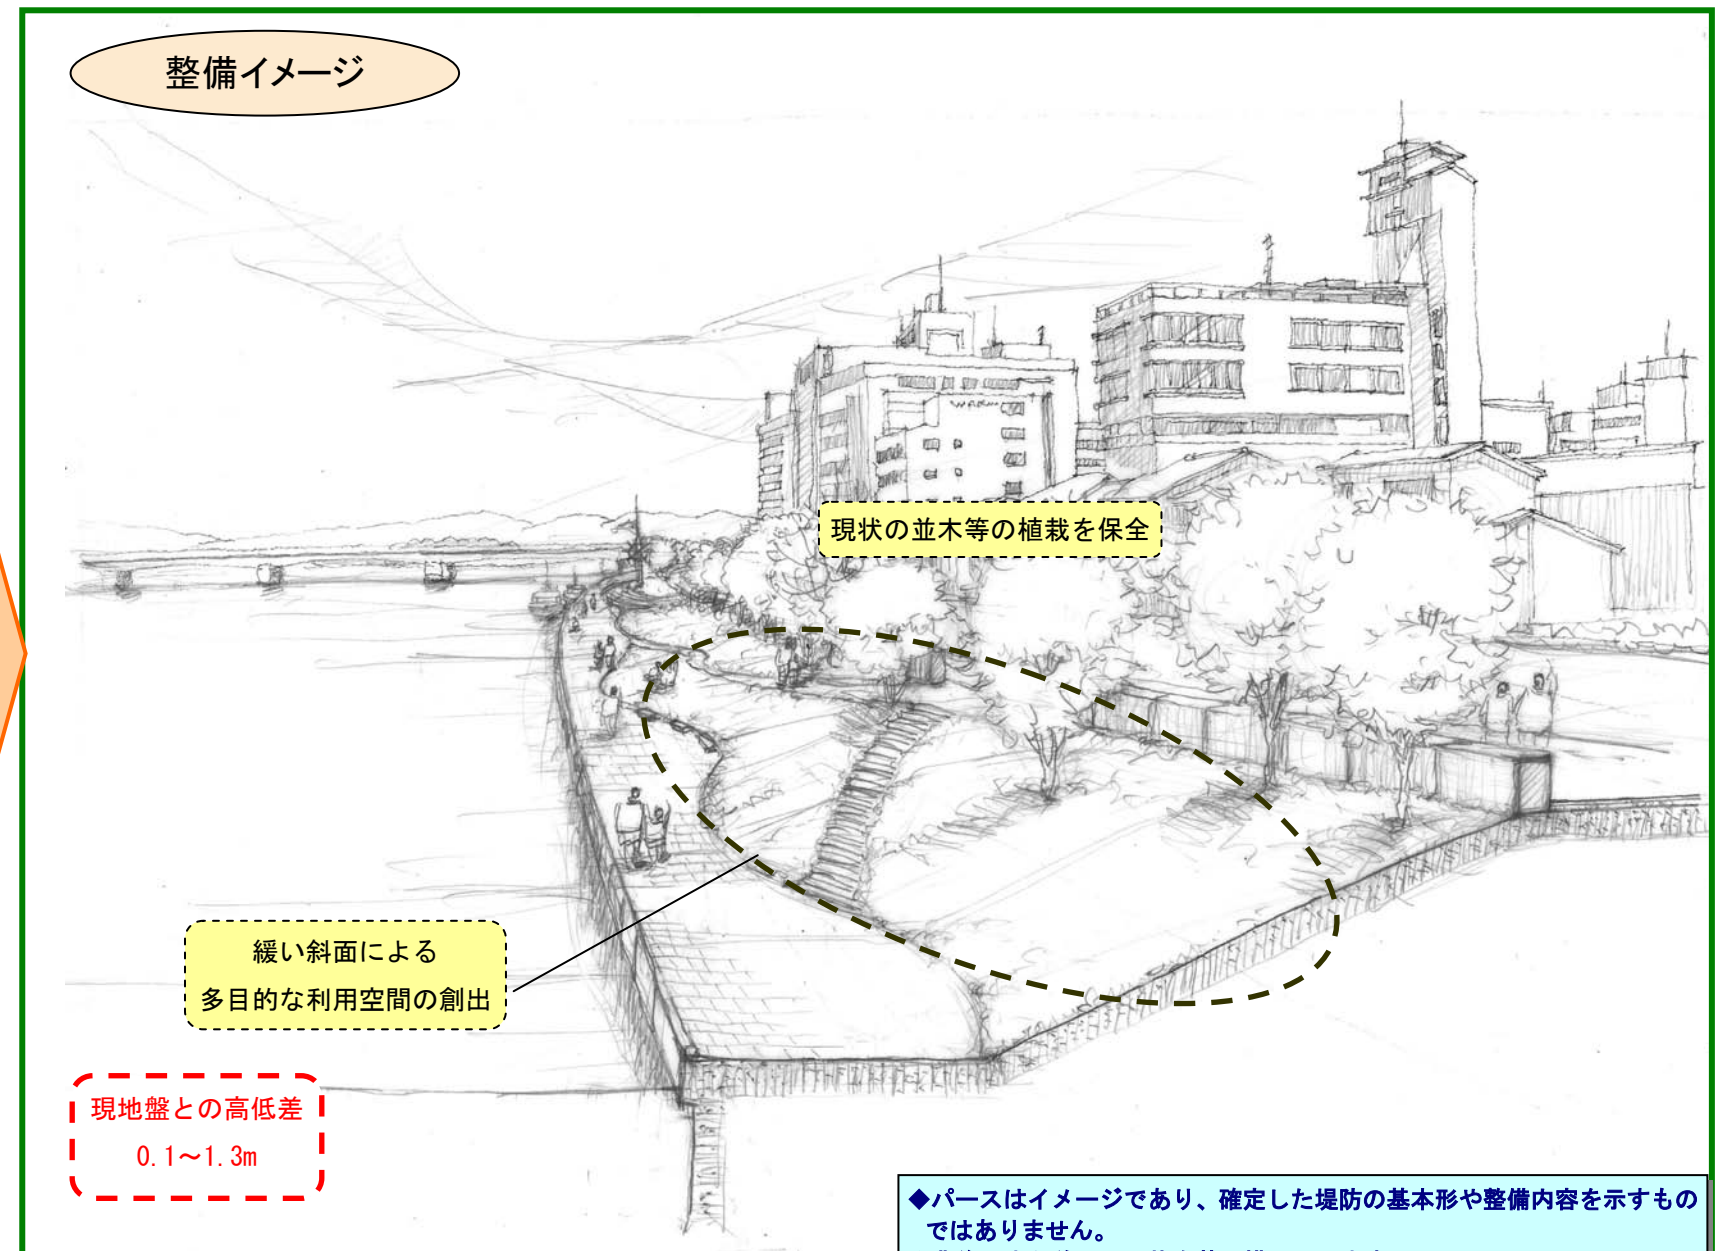 整備イメージ
現状の並木等の植栽を保全
緩い斜面による
多目的な利用空間の創出
現地盤との高低差
0.1～1.3m
◆パースはイメージであり、確定した堤防の基本形や整備内容を示すもの
ではありません。